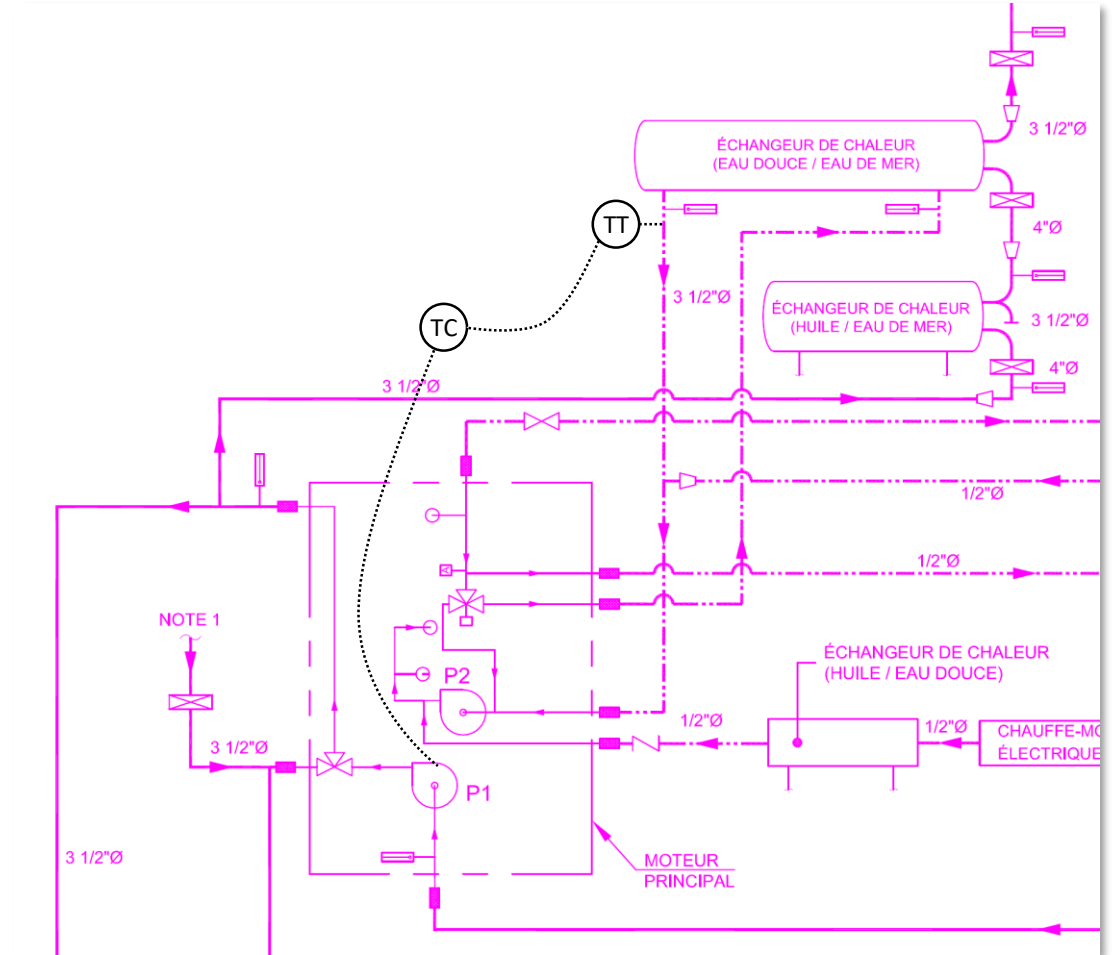 3 1/2"Ø
ÉCHANGEUR DE CHALEUR
(EAU DOUCE / EAU DE MER)
TT
4"Ø
3 1/2"Ø
ÉCHANGEUR DE CHALEUR
(HUILE / EAU DE MER)
3 1/2"Ø
TC
4"Ø
3 1/2"Ø
1/2"Ø
1/2"Ø
NOTE 1
ÉCHANGEUR DE CHALEUR
(HUILE / EAU DOUCE)
P2
1/2"Ø
1/2"Ø
CHAUFFE-MO
ÉLECTRIQUE
3 1/2"Ø
P1
3 1/2"Ø
MOTEUR
PRINCIPAL